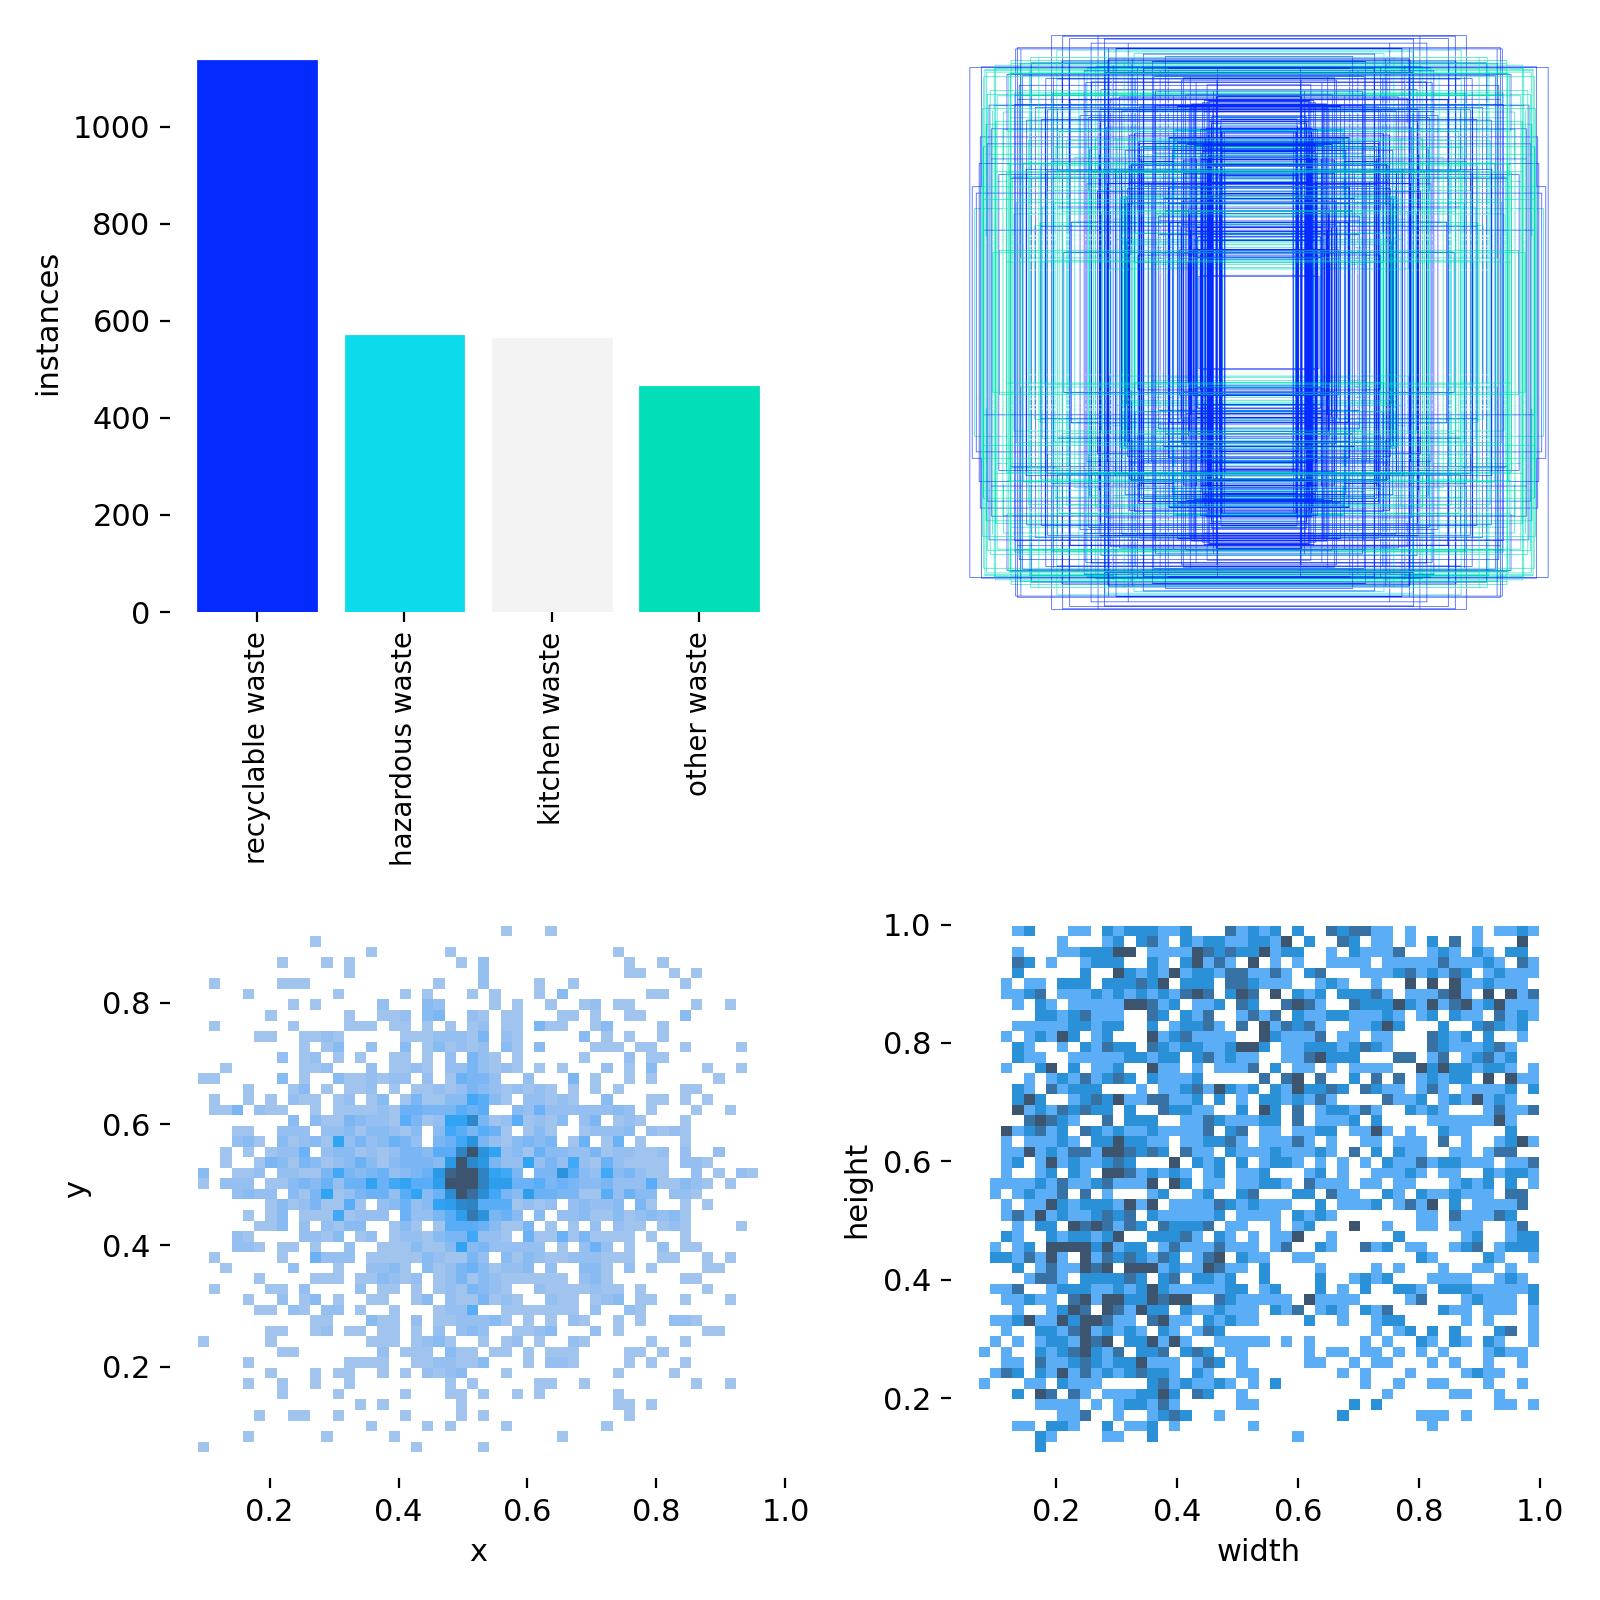 instances
1000
800
600
400
200
0
recyclable waste
hazardous waste
kitchen waste
other waste
y
0.8
0.6
0.4
0.2
0.2 0.4 0.6 0.8 1.0
x
height
1.0
0.8
0.6
0.4
0.2
0.2 0.4 0.6 0.8 1.0
width